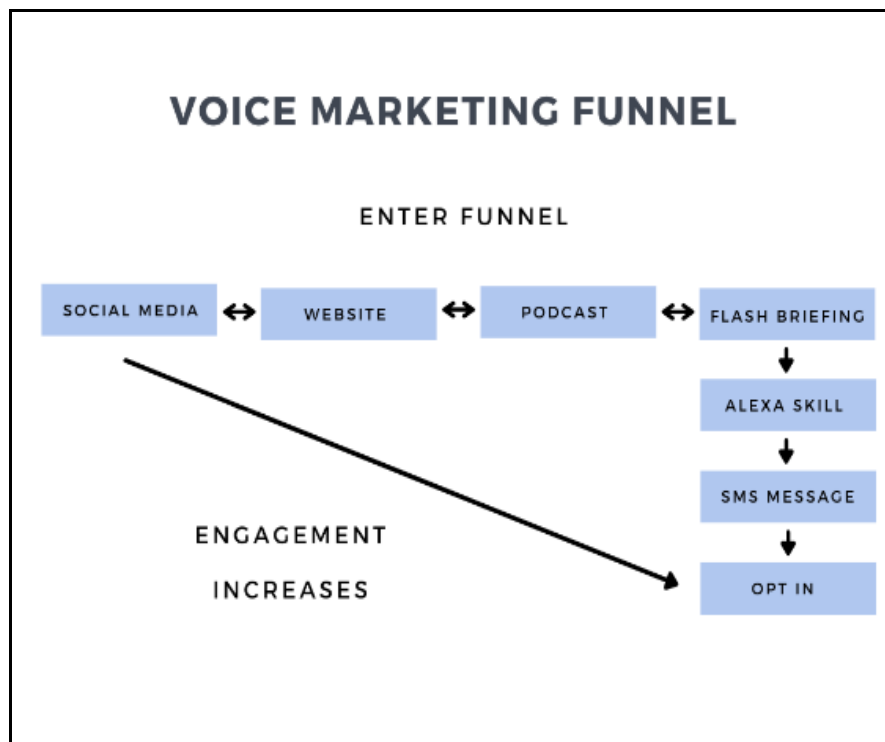 VOICE MARKETING FUNNEL
ENTER FUNNEL
SOCIAL MEDIA
WEBSITE
PODCAST
FLASH BRIEFING
ALEXA SKILL
SMS MESSAGE
OPT IN
ENGAGEMENT
INCREASES